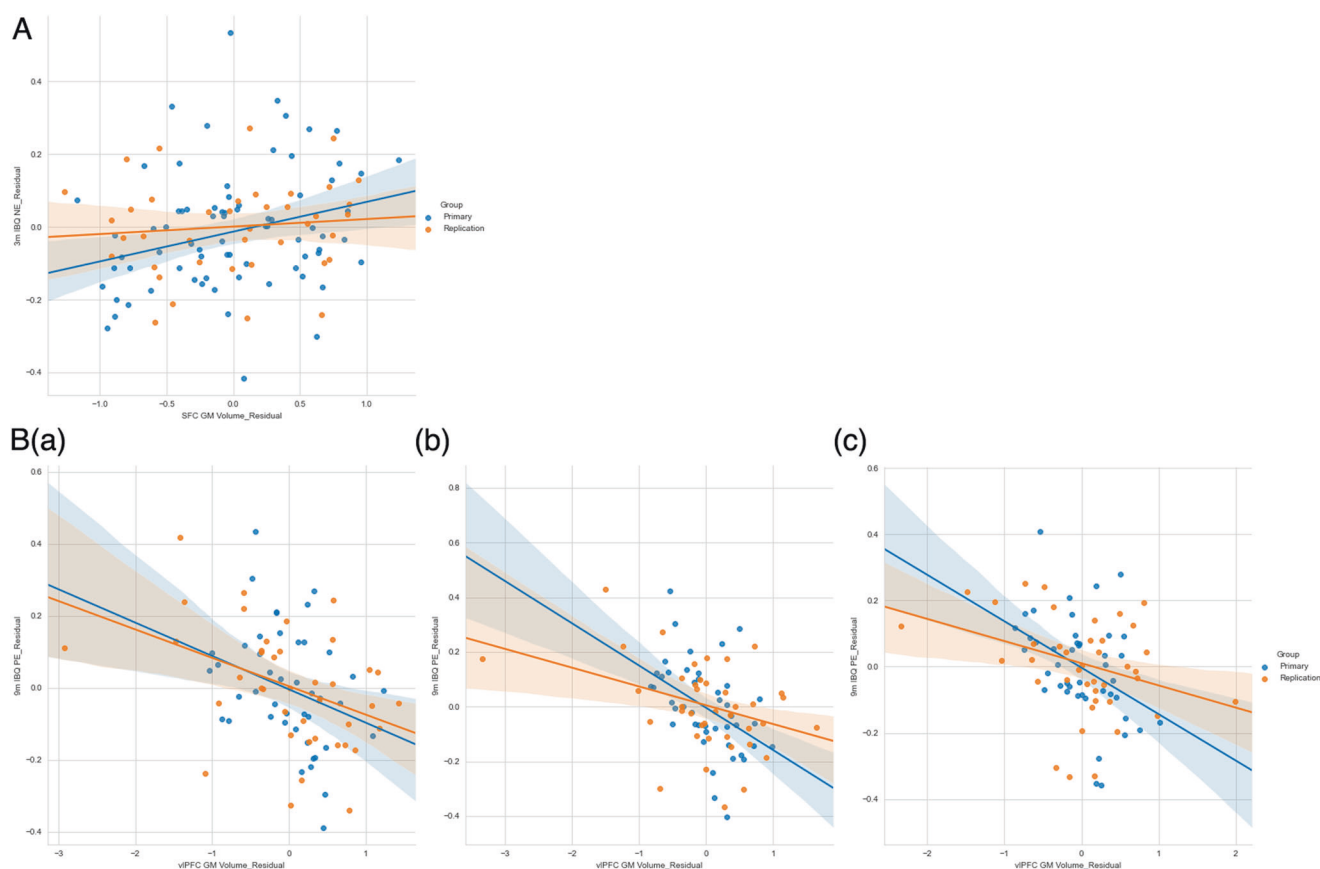 A
3m IBQ NE_Residual
0.4
0.2
0.0
−0.2
−0.4
−1.0 −0.5 0.0 0.5 1.0
SFC GM Volume_Residual
Group
Primary
Replication
B(a)
9m IBQ PE_Residual
0.6
0.4
0.2
0.0
−0.2
−0.4
−3 −2 −1 0 1
vlPFC GM Volume_Residual
(b)
9m IBQ PE_Residual
0.8
0.6
0.4
0.2
0.0
−0.2
−0.4
−3 −2 −1 0 1
vlPFC GM Volume_Residual
(c)
9m IBQ PE_Residual
0.6
0.4
0.2
0.0
−0.2
−0.4
−2 −1 0 1 2
vlPFC GM Volume_Residual
Group
Primary
Replication